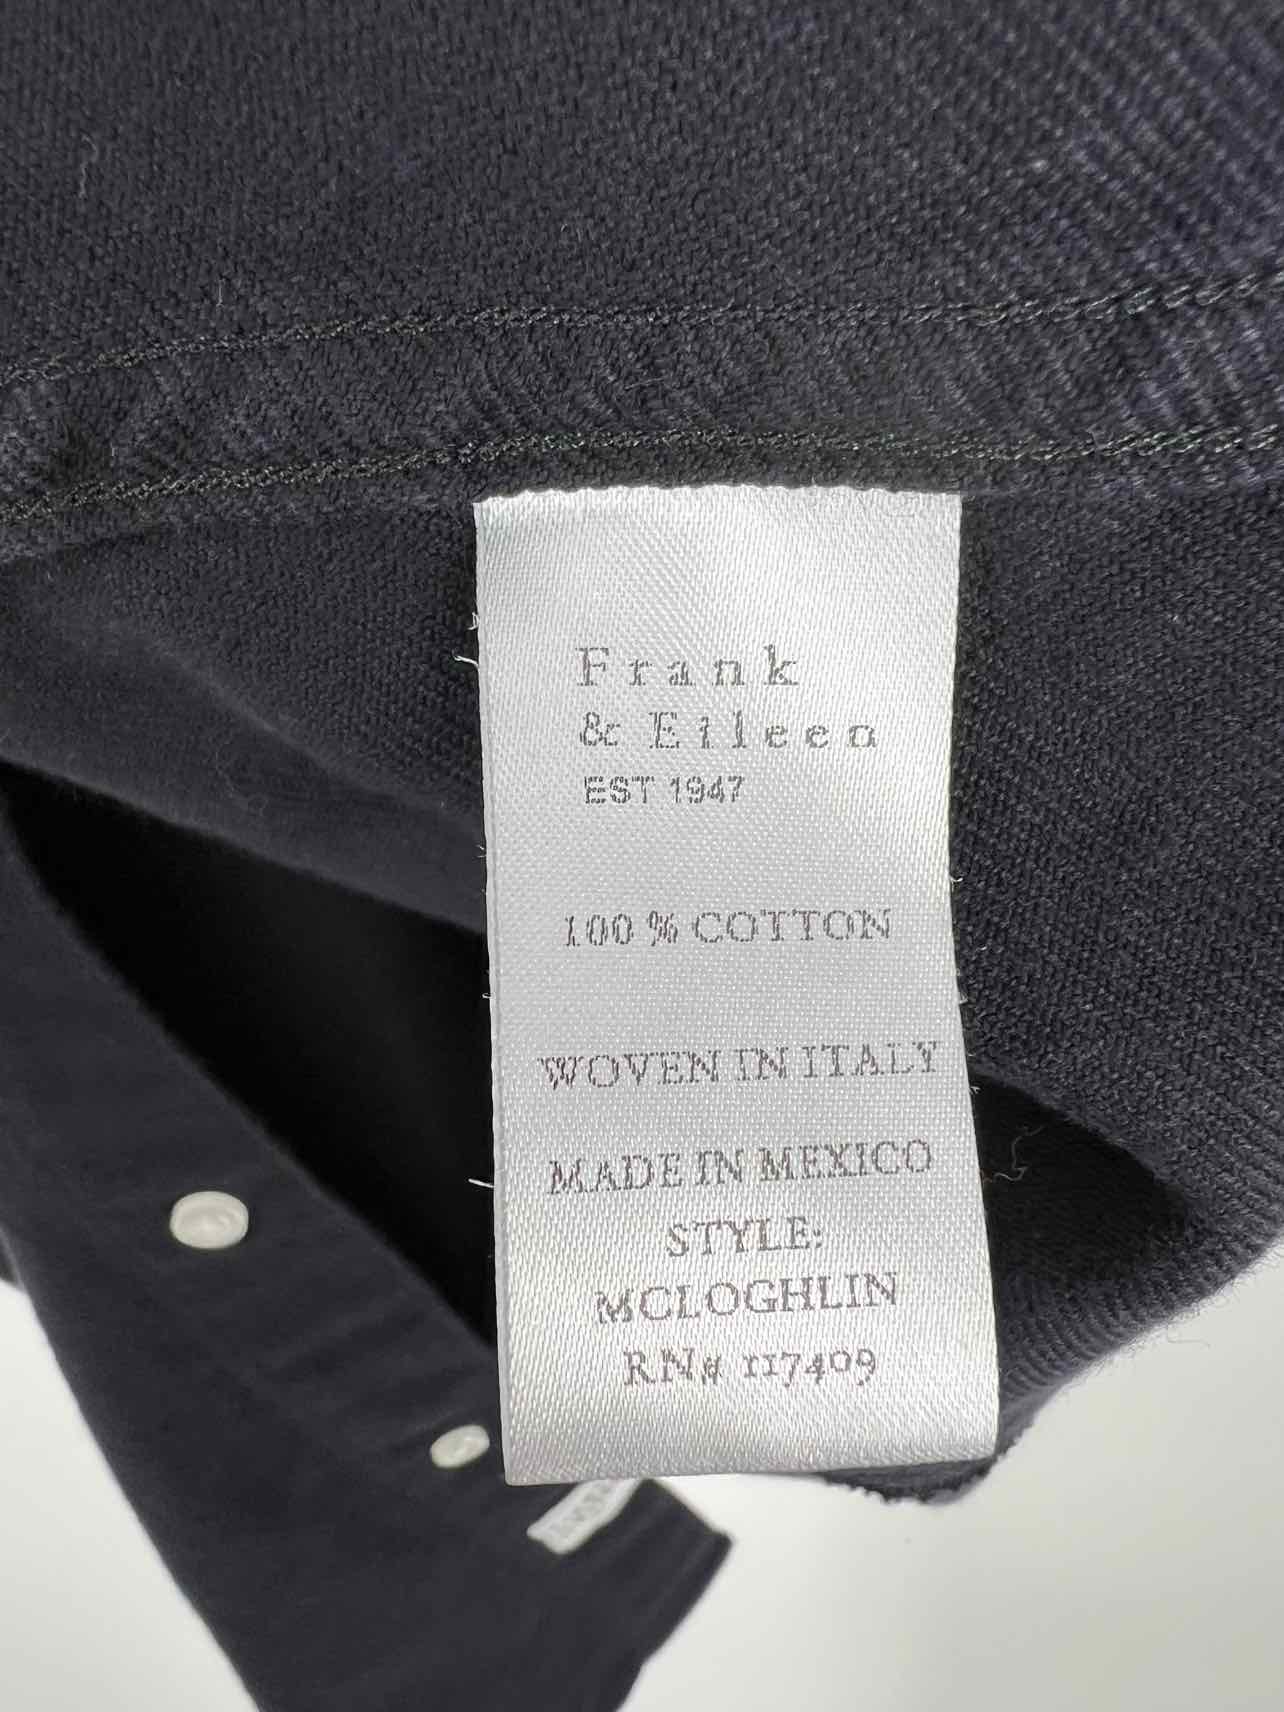 Frank
& Eileen
EST 1947
100 % COTTON
WOVEN IN ITALY
MADE IN MEXICO
STYLE:
MCLOGHLIN
RN# 117409